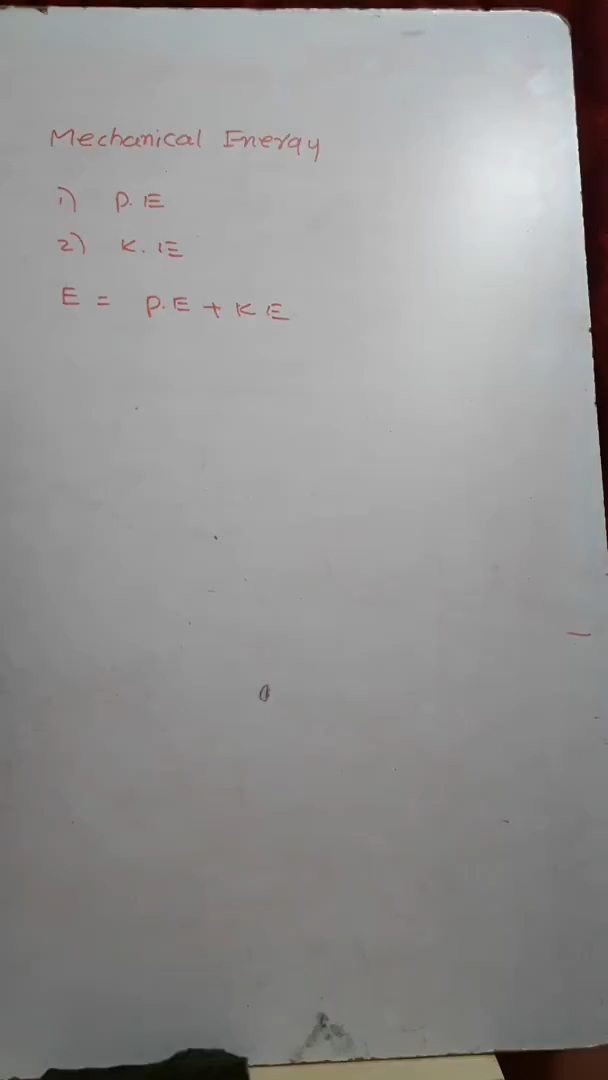 Mechanical Energy
1) P.E
2) K.E
E = P.E + K E